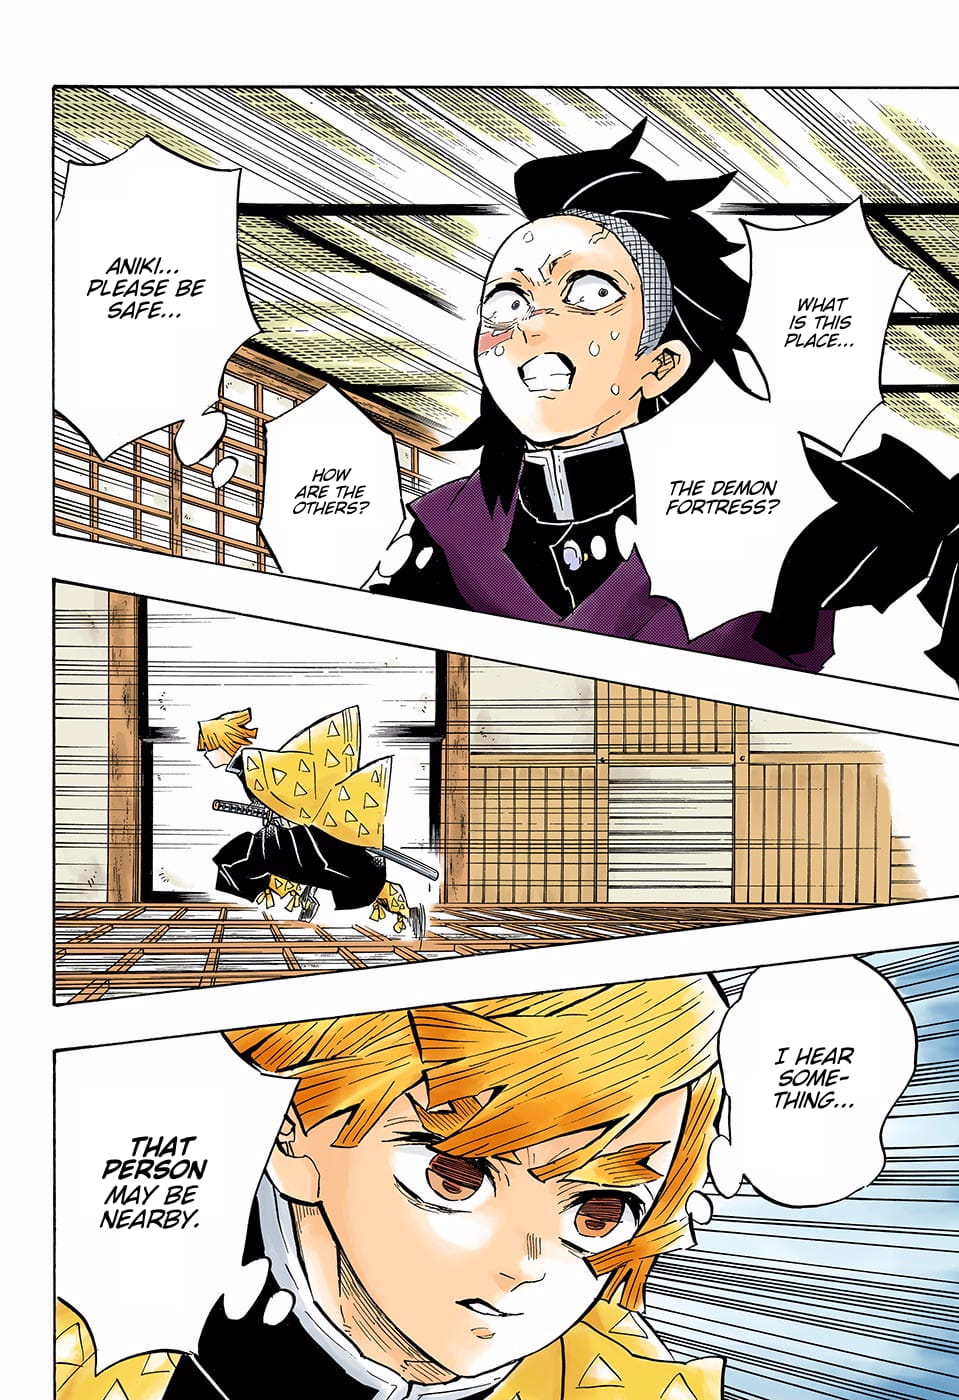 WHAT
IS THIS
PLACE...
THE DEMON
FORTRESS?
HOW
ARE THE
OTHERS?
ANIKI...
PLEASE BE
SAFE...
I HEAR
SOME-
THING...
THAT
PERSON
MAY BE
NEARBY.